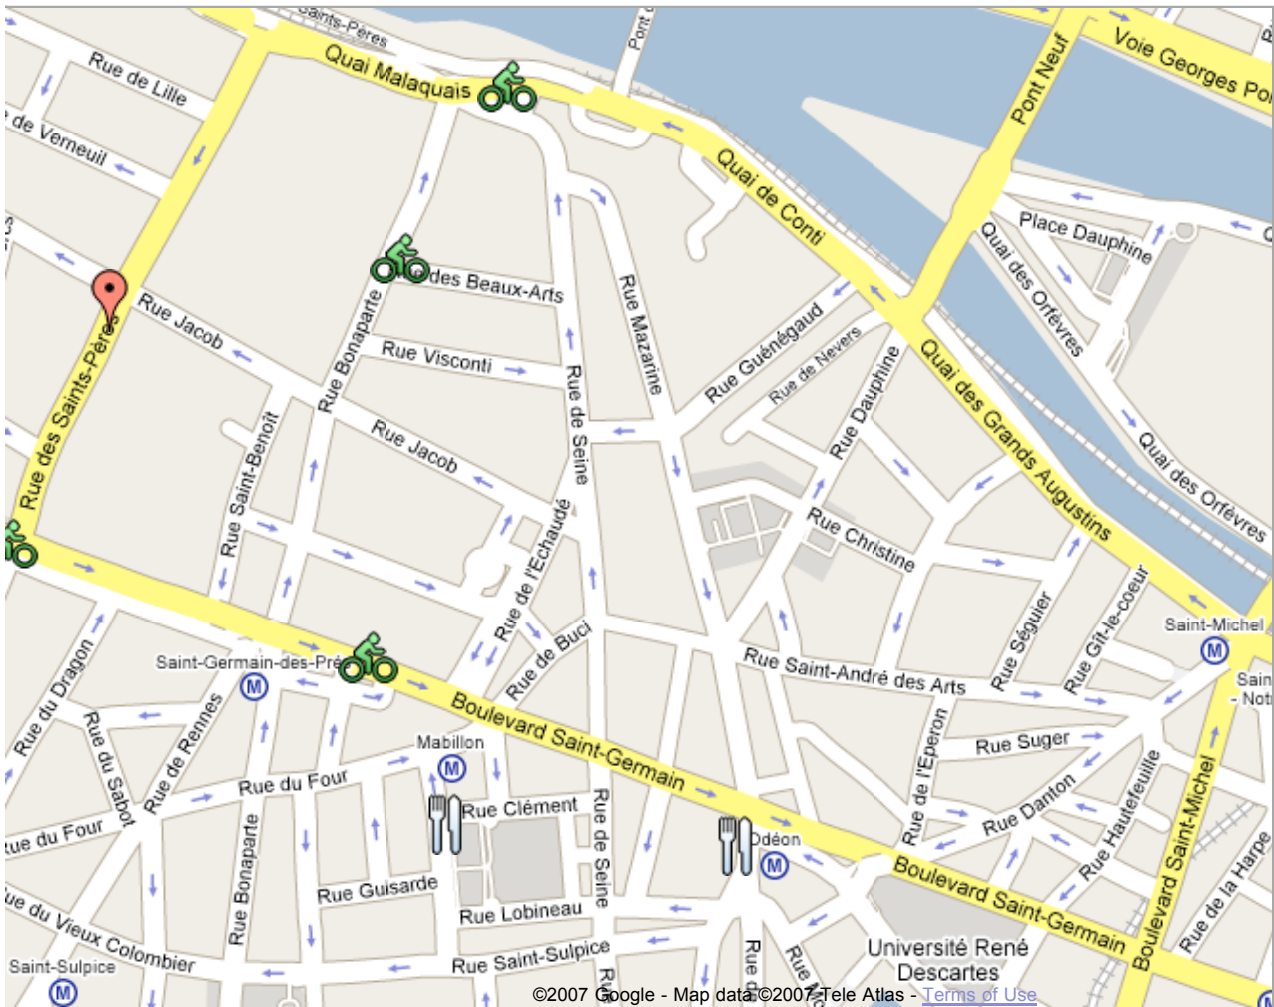 Saints-Pères
Quai Malaquais
Pont Neuf
Voie Georges
Rue de Lille
de Verneuil
Quai de Conti
Place Dauphine
Quai des Orfèvres
Rue des Beaux-Arts
Rue Jacob
Rue Bonaparte
Rue Visconti
Rue Mazarine
Rue Guénégaud
Rue de Nevers
Rue Dauphine
Quai des Grands Augustins
Quai des Orfèvres
Rue des Saints-Pères
Rue Saint-Benoît
Rue Jacob
Rue de Seine
Rue de l'Echaudé
Rue Christine
Rue Séguier
Rue Gît-le-coeur
Saint-Michel
M
Rue de Buci
Rue Saint-André des Arts
Saint-Germain-des-Prés
M
Rue du Dragon
Rue du Sabot
Rue de Rennes
Boulevard Saint-Germain
Mabillon
M
Rue du Four
Rue du Four
Rue Clément
Rue de Seine
Rue Suger
Rue de l'Eperon
Rue Danton
Rue Hautefeuille
Boulevard Saint-Michel
Rue de la Harpe
Odéon
M
Boulevard Saint-Germain
Rue Bonaparte
Rue Guisarde
Rue Lobineau
Rue du Vieux Colombier
Rue Saint-Sulpice
Saint-Sulpice
M
Université René
Descartes
©2007 Google - Map data ©2007 Tele Atlas - Terms of Use